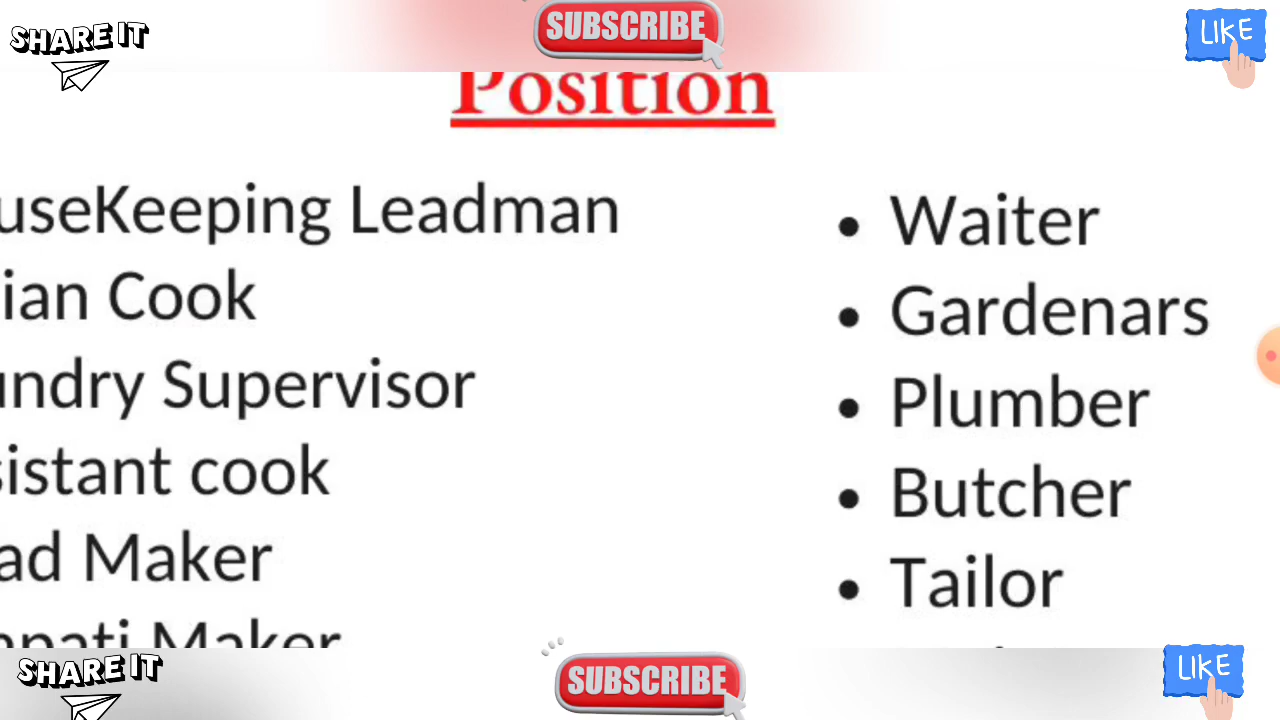 SHARE IT
SUBSCRIBE
LIKE
Position
useKeeping Leadman
ian Cook
undry Supervisor
sistant cook
ad Maker
Maker
Waiter
Gardenars
Plumber
Butcher
Tailor
SHARE IT
SUBSCRIBE
LIKE